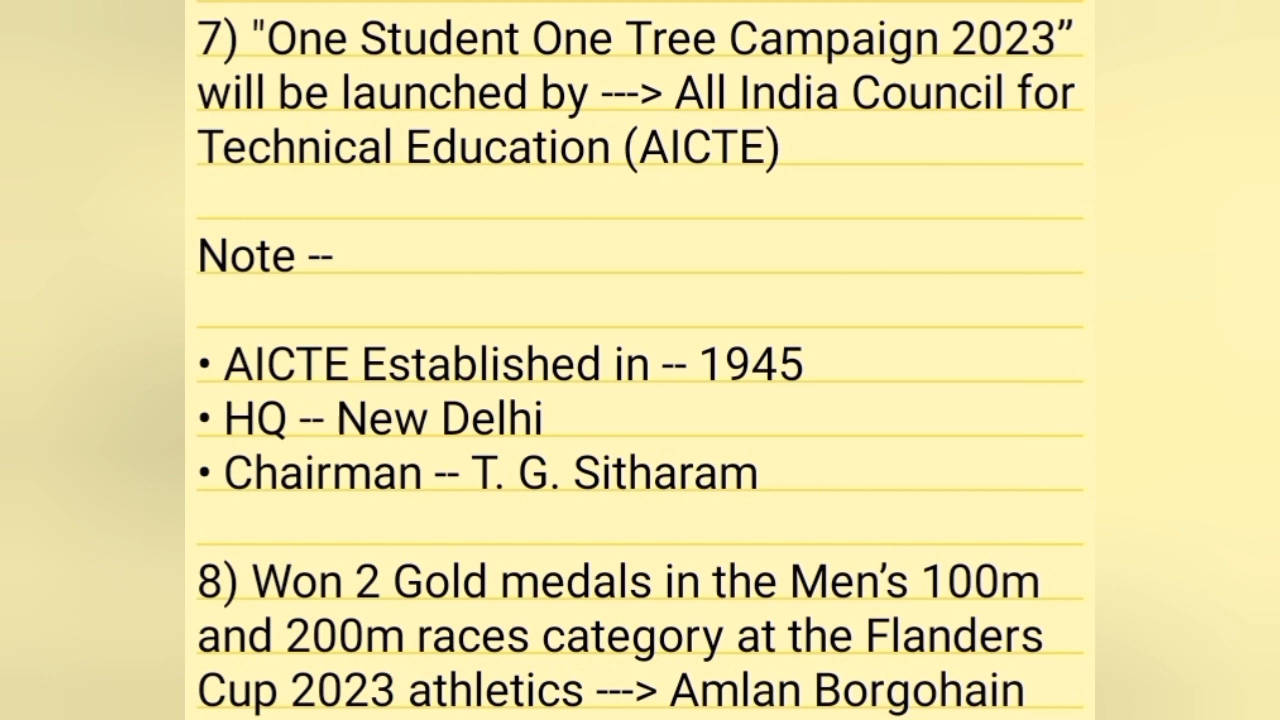 7) "One Student One Tree Campaign 2023”
will be launched by ---> All India Council for
Technical Education (AICTE)
Note --
• AICTE Established in -- 1945
• HQ -- New Delhi
• Chairman -- T. G. Sitharam
8) Won 2 Gold medals in the Men’s 100m
and 200m races category at the Flanders
Cup 2023 athletics ---> Amlan Borgohain